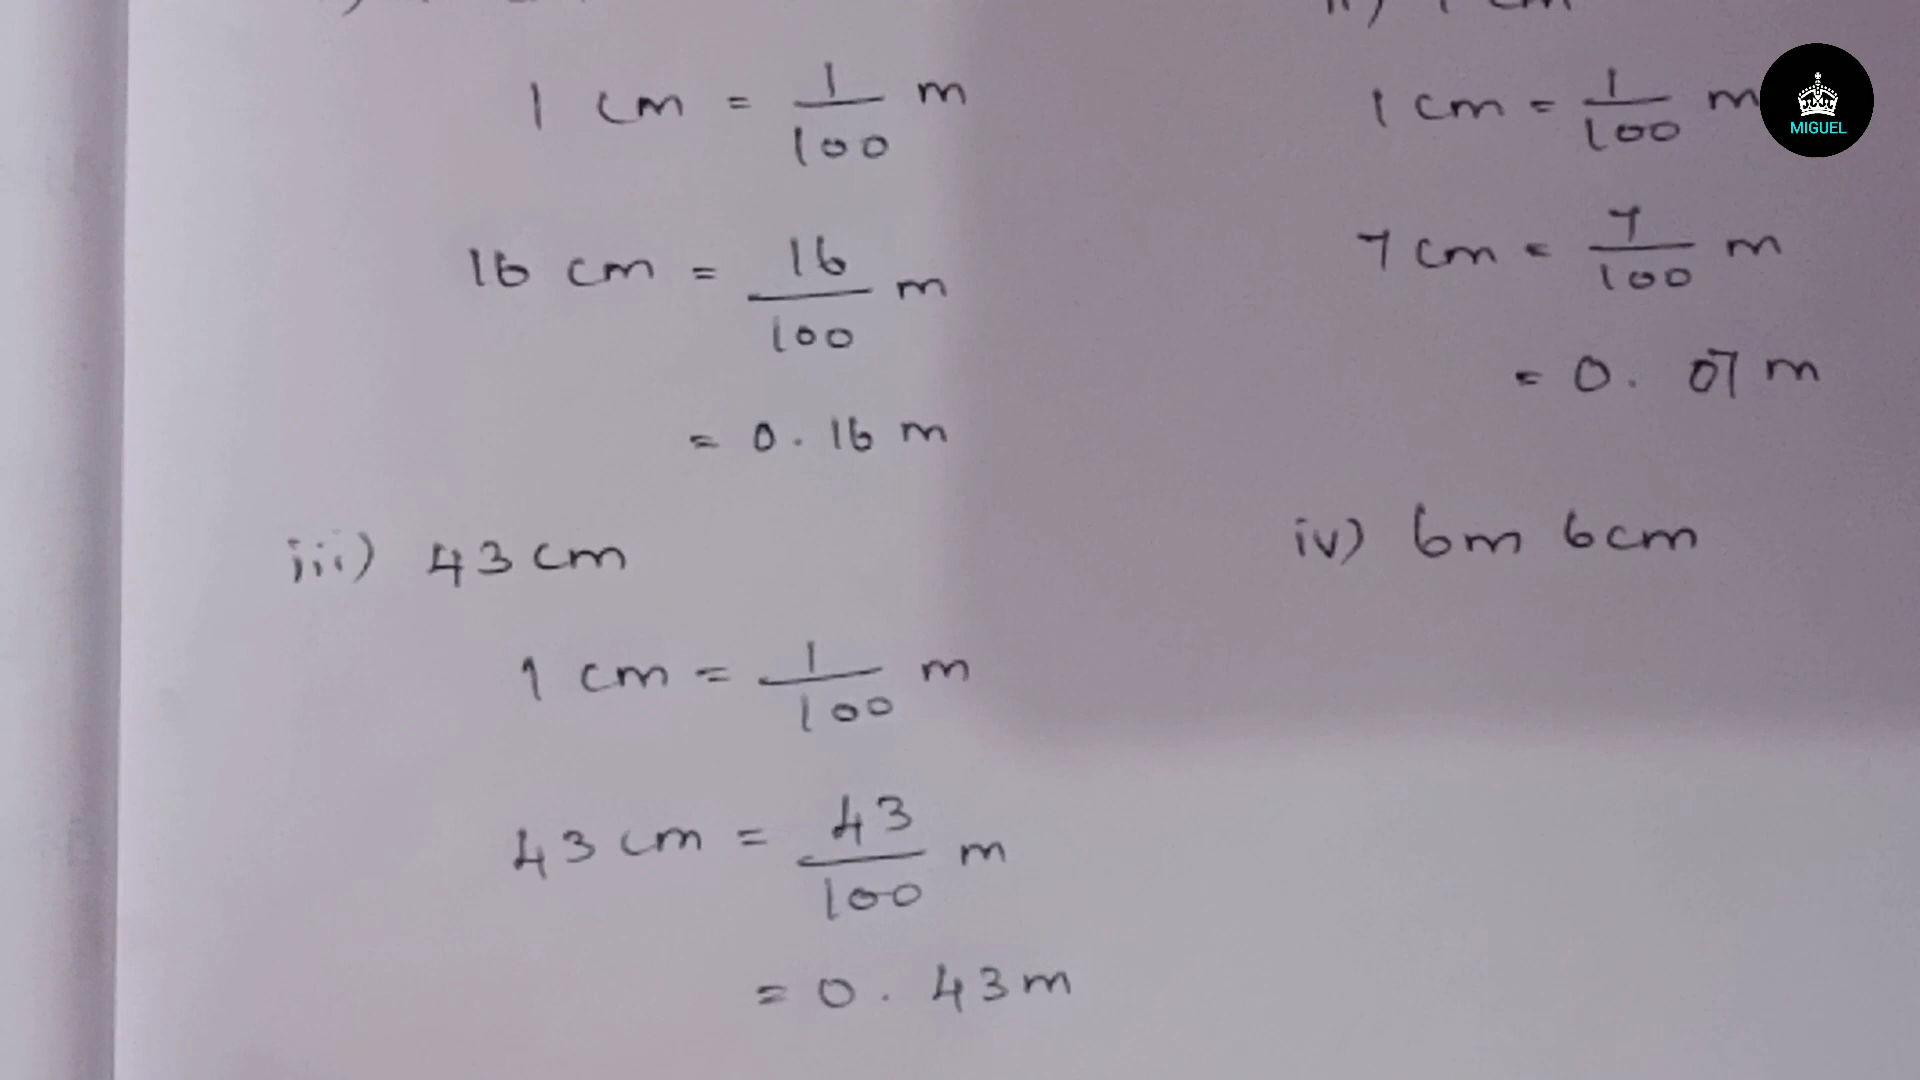 1 cm = 1/100 m
16 cm = 16/100 m
= 0.16 m
1 cm = 1/100 m
7 cm = 7/100 m
= 0.07 m
iii) 43 cm
1 cm = 1/100 m
43 cm = 43/100 m
= 0.43 m
iv) 6m 6cm
MIGUEL